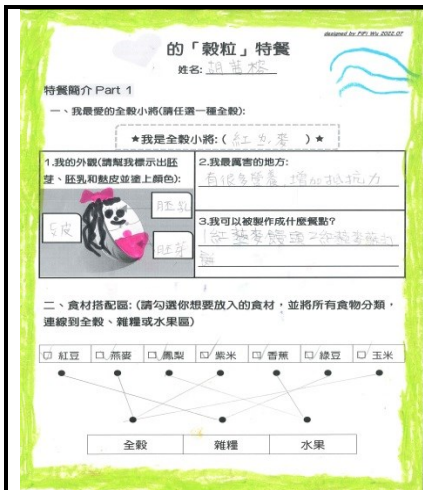 designed by PiPi Wu 2022.07
的「穀粒」特餐
姓名:
特餐簡介 Part 1
一、我最愛的全穀小將(請任選一種全穀):
★我是全穀小將:( 紅 麥 )★
1.我的外觀(請幫我標示出胚
芽、胚乳和麩皮並塗上顏色):
胚乳
皮
胚芽
2.我最厲害的地方:
有很多營養,增加抵抗力
3.我可以被製作成什麼餐點?
二、食材搭配區:(請勾選你想要放入的食材,並將所有食物分類,
連線到全穀、雜糧或水果區)
□ 紅豆 □ 燕麥 □ 鳳梨 □ 紫米 □ 香蕉 □ 綠豆 □ 玉米
全穀 雜糧 水果